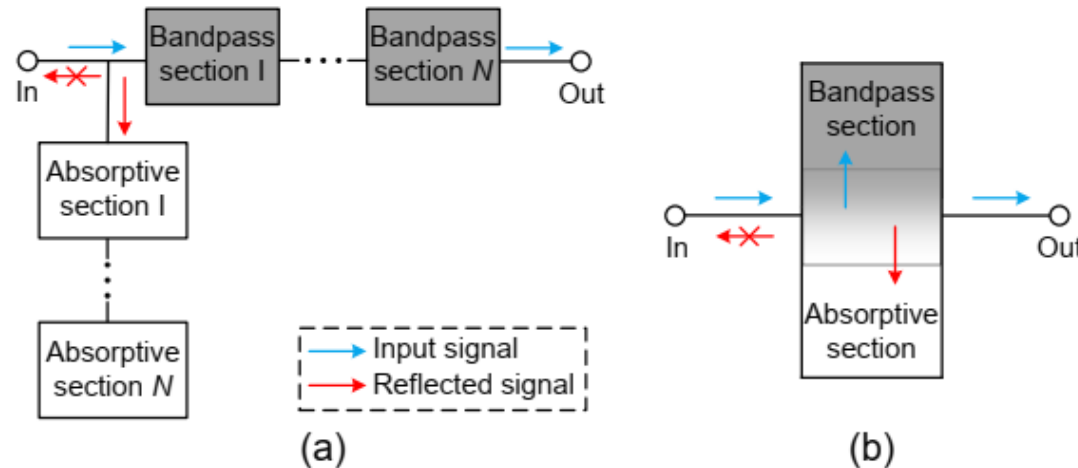 Bandpass
section I
Bandpass
section N
In
Out
Absorptive
section I
Absorptive
section N
Input signal
Reflected signal
(a)
Bandpass
section
In
Out
Absorptive
section
(b)